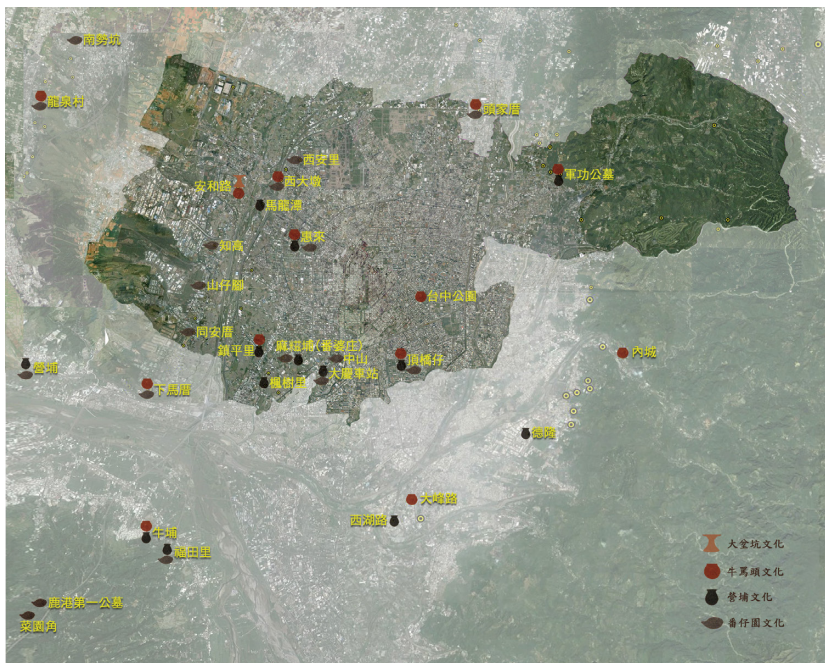 南勢坑
龍泉村
頭家厝
西安里
西大墩
安和路
軍功公墓
馬龍潭
惠來
知高
山仔腳
台中公園
同安厝
鎮平里
麻糍埔(番婆庄)
中山
頂橋仔
內城
營埔
下馬厝
楓樹里
大慶車站
德隆
大峰路
西湖路
牛埔
福田里
鹿港第一公墓
菜園角
大坌坑文化
牛罵頭文化
營埔文化
番仔園文化